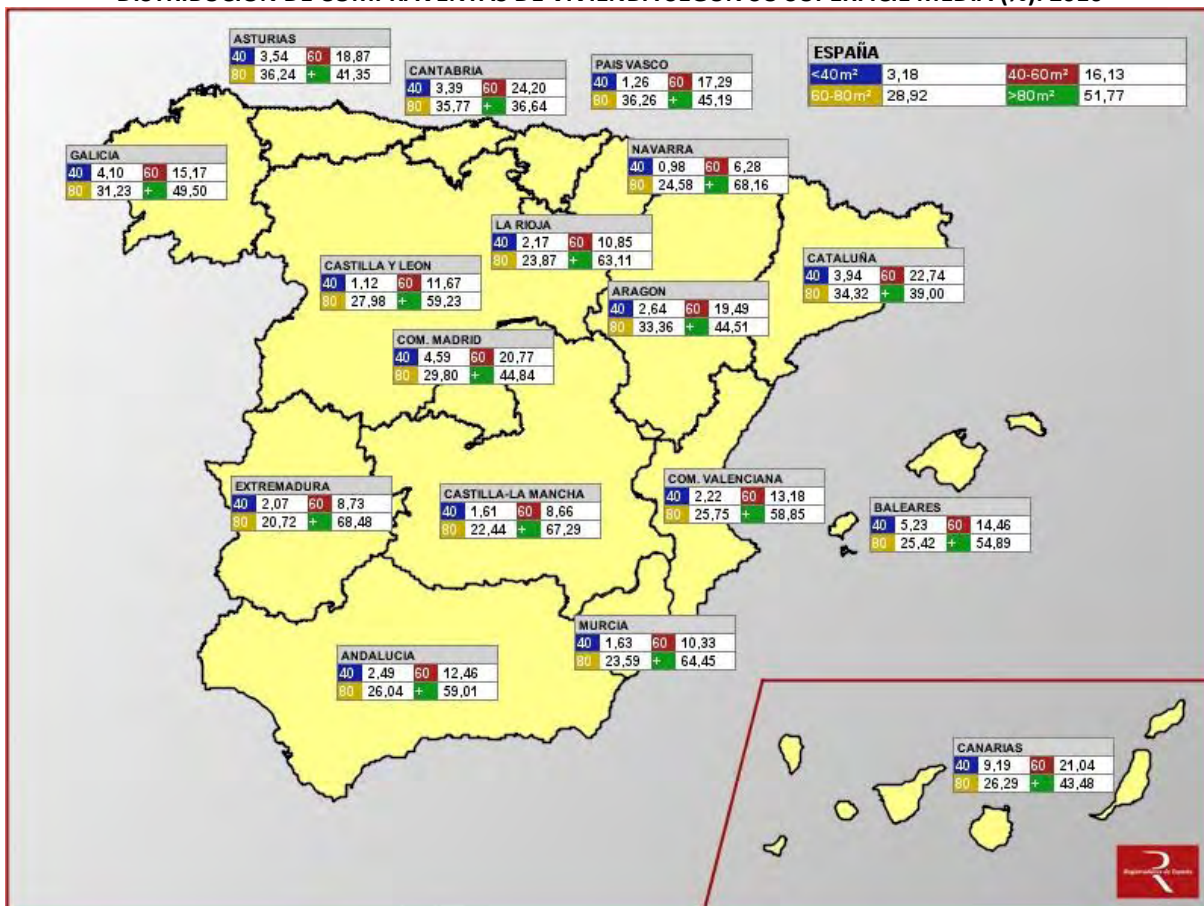 ASTURIAS
40 3,54 60 18,87
80 36,24 + 41,35
CANTABRIA
40 3,39 60 24,20
80 35,77 + 36,64
PAIS VASCO
40 1,26 60 17,29
80 36,26 + 45,19
ESPAÑA
<40m² 3,18 40-60m² 16,13
60-80m² 28,92 >80m² 51,77
GALICIA
40 4,10 60 15,17
80 31,23 + 49,50
NAVARRA
40 0,98 60 6,28
80 24,58 + 68,16
LA RIOJA
40 2,17 60 10,85
80 23,87 + 63,11
CASTILLA Y LEON
40 1,12 60 11,67
80 27,98 + 59,23
CATALUÑA
40 3,94 60 22,74
80 34,32 + 39,00
ARAGON
40 2,64 60 19,49
80 33,36 + 44,51
COM. MADRID
40 4,59 60 20,77
80 29,80 + 44,84
EXTREMADURA
40 2,07 60 8,73
80 20,72 + 68,48
CASTILLA-LA MANCHA
40 1,61 60 8,66
80 22,44 + 67,29
COM. VALENCIANA
40 2,22 60 13,18
80 25,75 + 58,85
BALEARES
40 5,23 60 14,46
80 25,42 + 54,89
MURCIA
40 1,63 60 10,33
80 23,59 + 64,45
ANDALUCIA
40 2,49 60 12,46
80 26,04 + 59,01
CANARIAS
40 9,19 60 21,04
80 26,29 + 43,48
R
Registradores de España